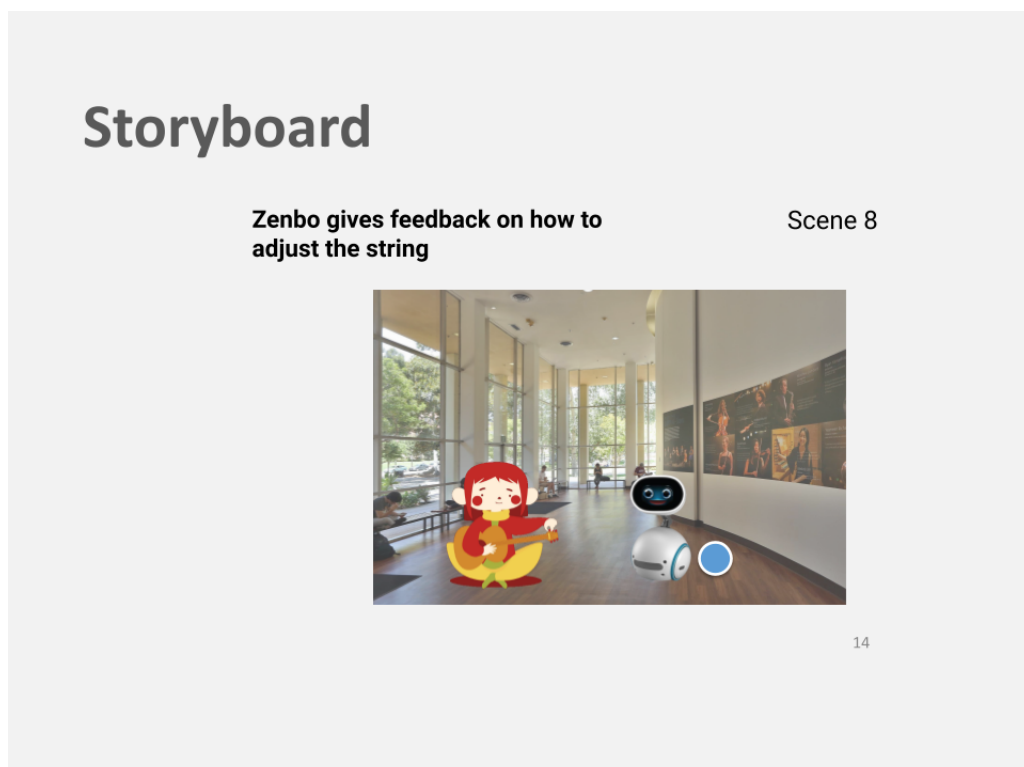 Storyboard
Zenbo gives feedback on how to
adjust the string
Scene 8
14